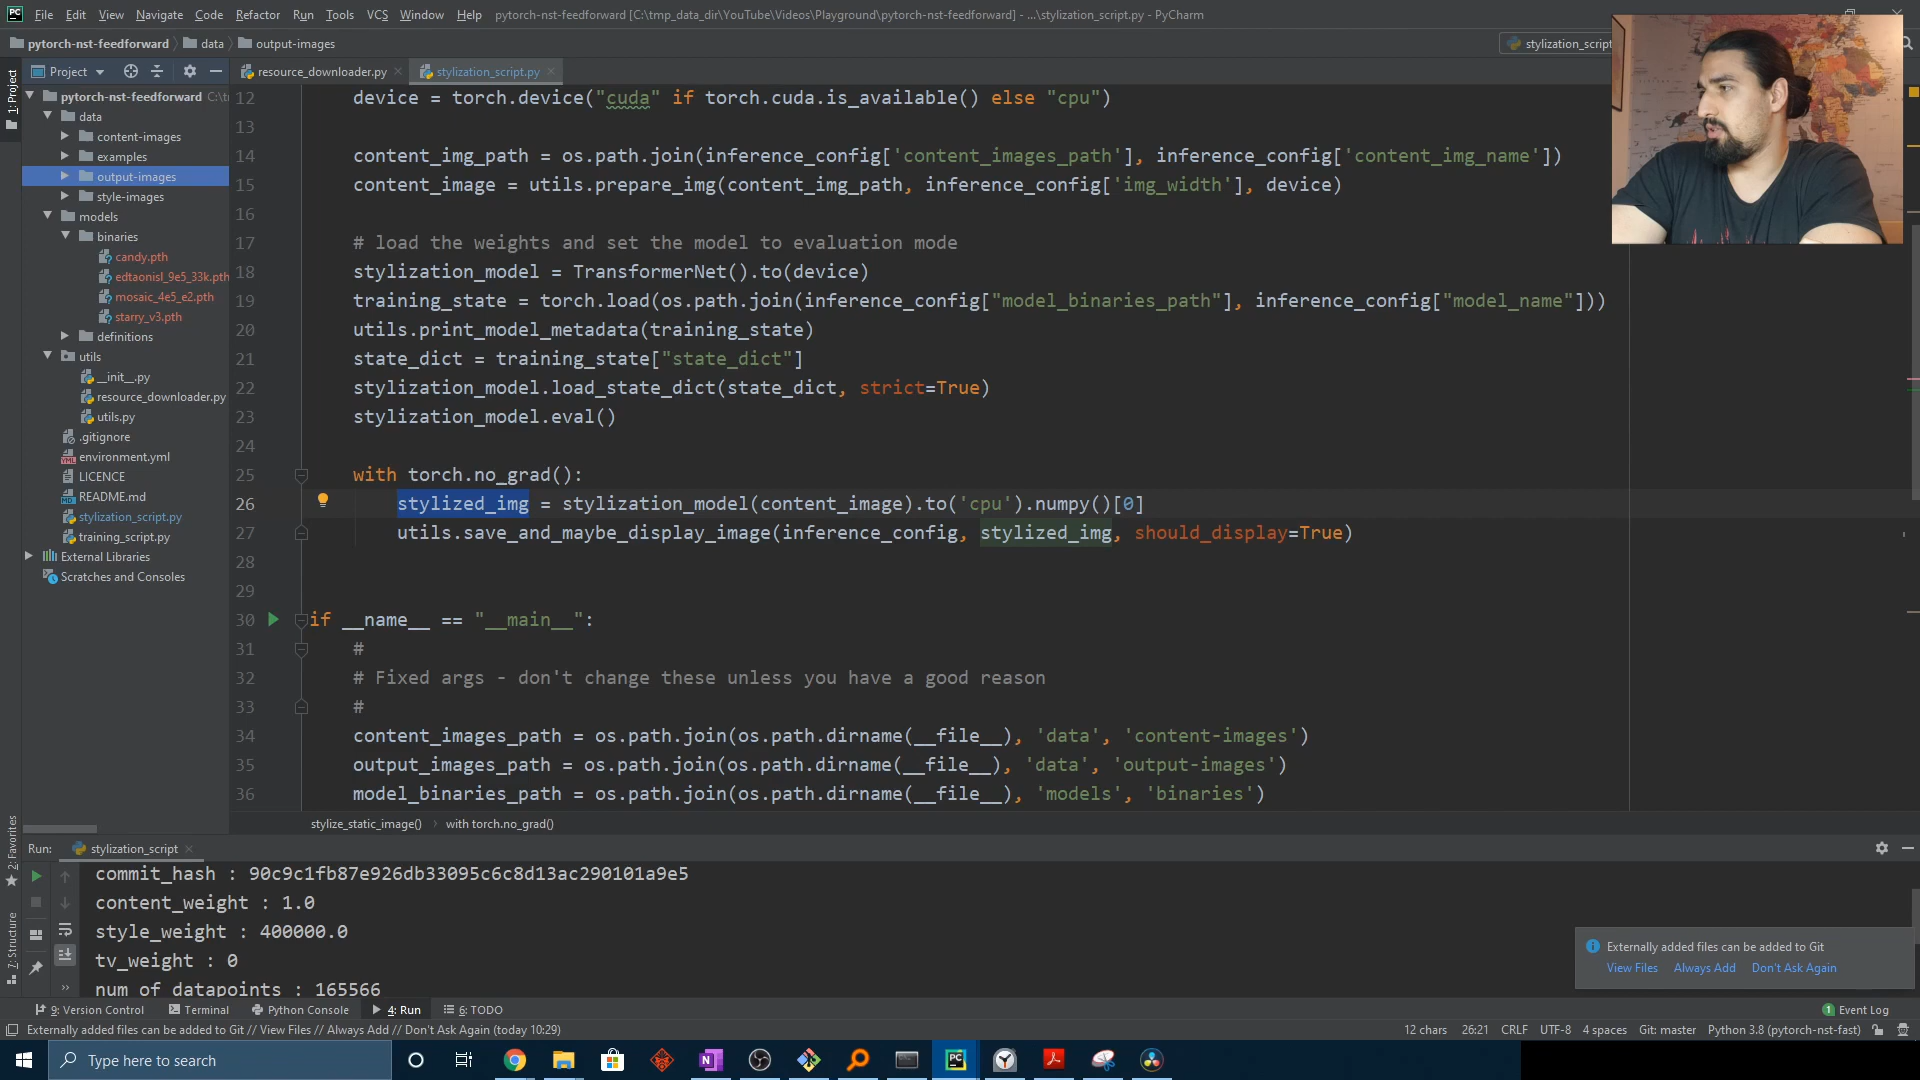 PC File Edit View Navigate Code Refactor Run Tools VCS Window Help pytorch-nst-feedforward [C:\tmp_data_dir\YouTube\Videos\Playground\pytorch-nst-feedforward] - ...\stylization_script.py - PyCharm
pytorch-nst-feedforward data output-images stylization_script
1: Project
Project
resource_downloader.py stylization_script.py
pytorch-nst-feedforward C:\t
data
content-images
examples
output-images
style-images
models
binaries
candy.pth
edtaonisl_9e5_33k.pth
mosaic_4e5_e2.pth
starry_v3.pth
definitions
utils
__init__.py
resource_downloader.py
utils.py
.gitignore
environment.yml
LICENCE
README.md
stylization_script.py
training_script.py
External Libraries
Scratches and Consoles
12 device = torch.device("cuda" if torch.cuda.is_available() else "cpu")
13
14 content_img_path = os.path.join(inference_config['content_images_path'], inference_config['content_img_name'])
15 content_image = utils.prepare_img(content_img_path, inference_config['img_width'], device)
16
17 # load the weights and set the model to evaluation mode
18 stylization_model = TransformerNet().to(device)
19 training_state = torch.load(os.path.join(inference_config["model_binaries_path"], inference_config["model_name"]))
20 utils.print_model_metadata(training_state)
21 state_dict = training_state["state_dict"]
22 stylization_model.load_state_dict(state_dict, strict=True)
23 stylization_model.eval()
24
25 with torch.no_grad():
26 stylized_img = stylization_model(content_image).to('cpu').numpy()[0]
27 utils.save_and_maybe_display_image(inference_config, stylized_img, should_display=True)
28
29
30 if __name__ == "__main__":
31 #
32 # Fixed args - don't change these unless you have a good reason
33 #
34 content_images_path = os.path.join(os.path.dirname(__file__), 'data', 'content-images')
35 output_images_path = os.path.join(os.path.dirname(__file__), 'data', 'output-images')
36 model_binaries_path = os.path.join(os.path.dirname(__file__), 'models', 'binaries')
stylize_static_image() with torch.no_grad()
2: Favorites
7: Structure
Run: stylization_script
commit_hash : 90c9c1fb87e926db33095c6c8d13ac290101a9e5
content_weight : 1.0
style_weight : 400000.0
tv_weight : 0
num of datapoints : 165566
Externally added files can be added to Git
View Files Always Add Don't Ask Again
9: Version Control Terminal Python Console 4: Run 6: TODO 1 Event Log
Externally added files can be added to Git // View Files // Always Add // Don't Ask Again (today 10:29) 12 chars 26:21 CRLF UTF-8 4 spaces Git: master Python 3.8 (pytorch-nst-fast)
Type here to search